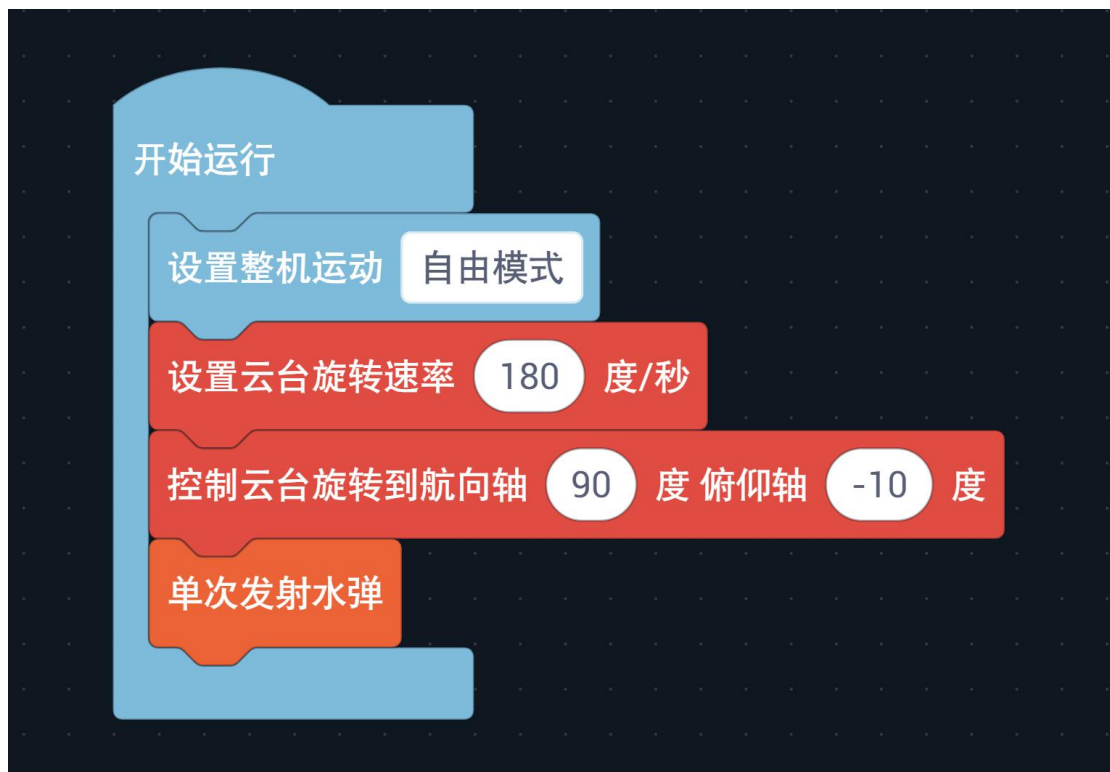 开始运行
设置整机运动 自由模式
设置云台旋转速率 180 度/秒
控制云台旋转到航向轴 90 度 俯仰轴 -10 度
单次发射水弹